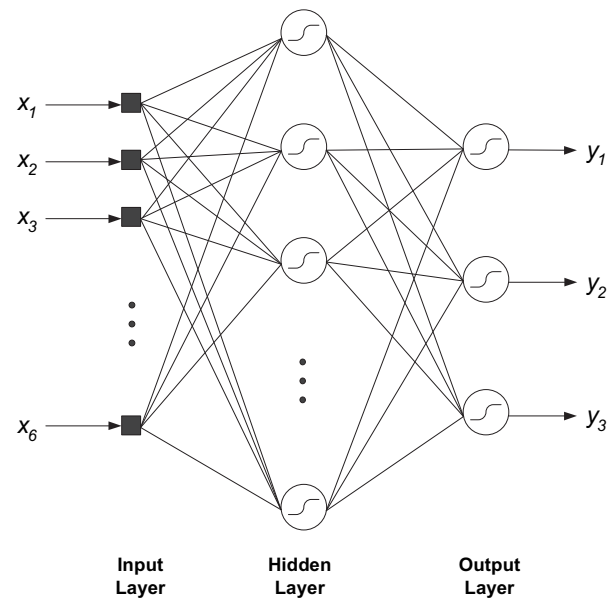 x1
x2
x3
x6
y1
y2
y3
Input
Layer
Hidden
Layer
Output
Layer